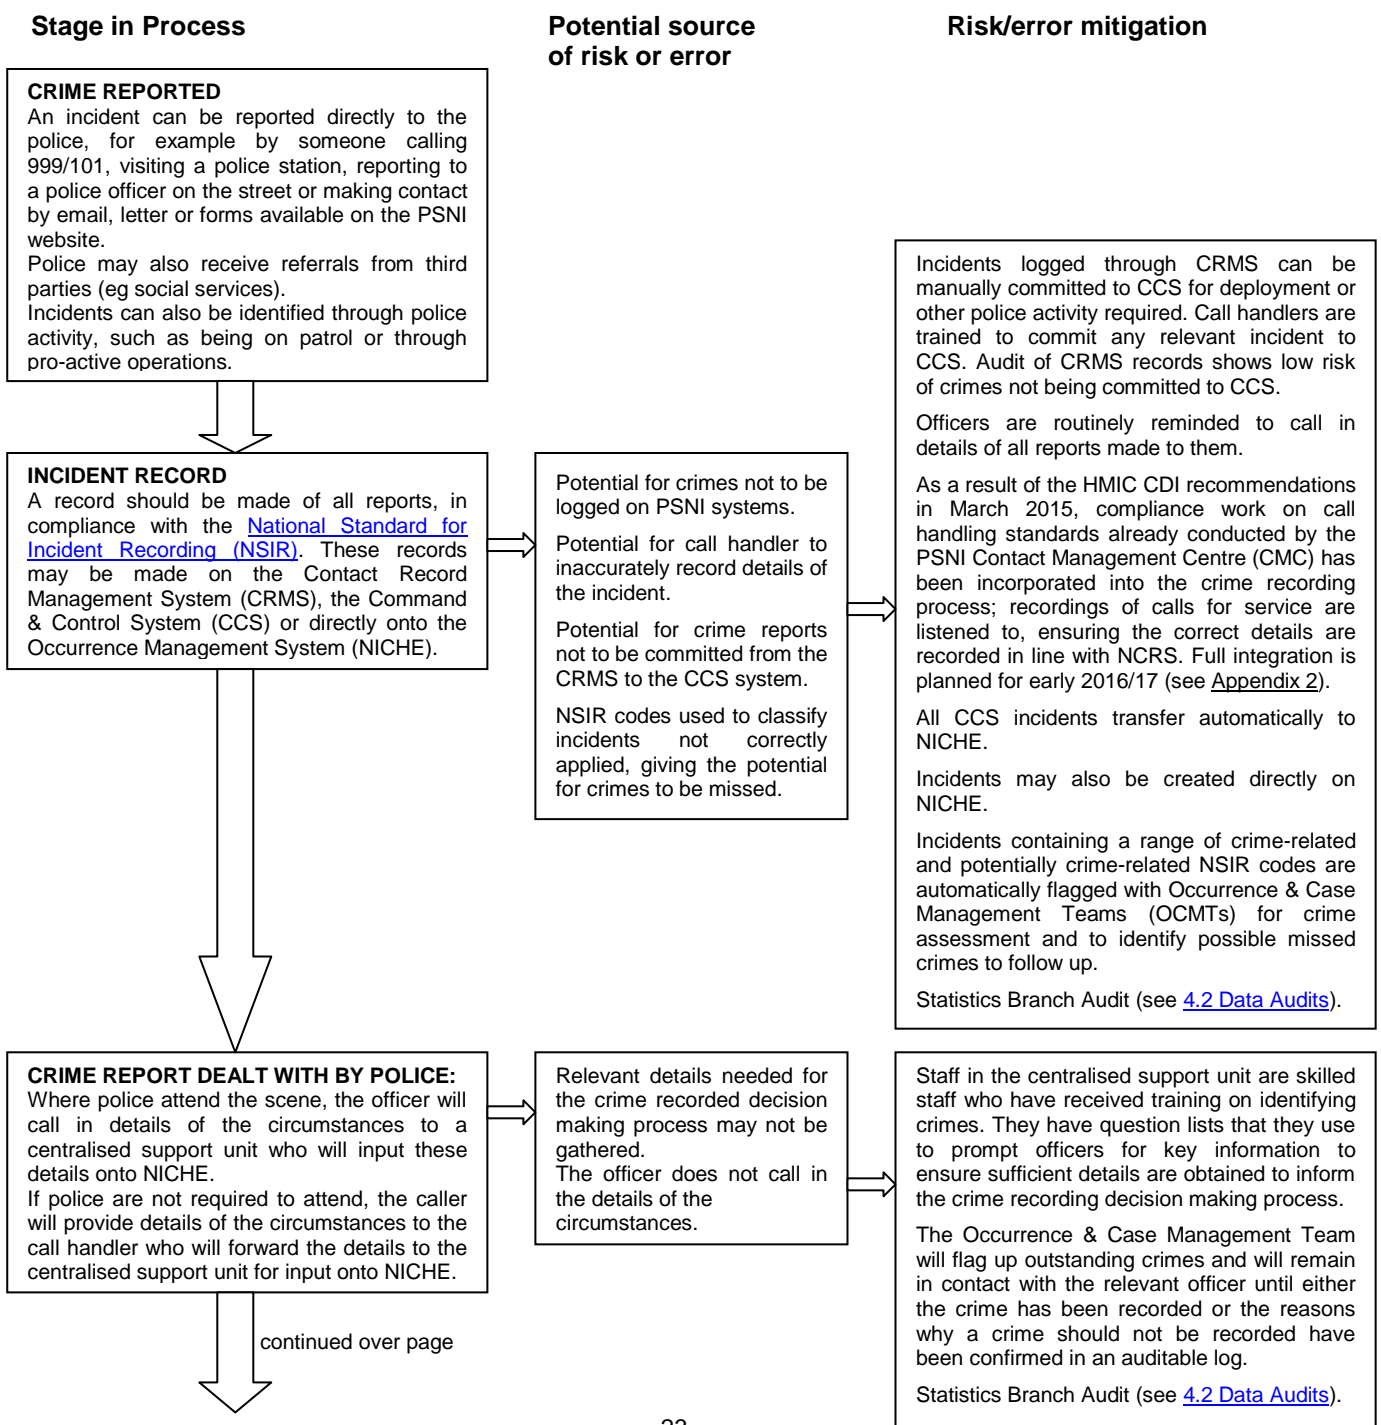 Stage in Process
Potential source
of risk or error
Risk/error mitigation
CRIME REPORTED
An incident can be reported directly to the
police, for example by someone calling
999/101, visiting a police station, reporting to
a police officer on the street or making contact
by email, letter or forms available on the PSNI
website.
Police may also receive referrals from third
parties (eg social services).
Incidents can also be identified through police
activity, such as being on patrol or through
pro-active operations.
INCIDENT RECORD
A record should be made of all reports, in
compliance with the National Standard for
Incident Recording (NSIR). These records
may be made on the Contact Record
Management System (CRMS), the Command
& Control System (CCS) or directly onto the
Occurrence Management System (NICHE).
Potential for crimes not to be
logged on PSNI systems.
Potential for call handler to
inaccurately record details of
the incident.
Potential for crime reports
not to be committed from the
CRMS to the CCS system.
NSIR codes used to classify
incidents not correctly
applied, giving the potential
for crimes to be missed.
Incidents logged through CRMS can be
manually committed to CCS for deployment or
other police activity required. Call handlers are
trained to commit any relevant incident to
CCS. Audit of CRMS records shows low risk
of crimes not being committed to CCS.
Officers are routinely reminded to call in
details of all reports made to them.
As a result of the HMIC CDI recommendations
in March 2015, compliance work on call
handling standards already conducted by the
PSNI Contact Management Centre (CMC) has
been incorporated into the crime recording
process; recordings of calls for service are
listened to, ensuring the correct details are
recorded in line with NCRS. Full integration is
planned for early 2016/17 (see Appendix 2).
All CCS incidents transfer automatically to
NICHE.
Incidents may also be created directly on
NICHE.
Incidents containing a range of crime-related
and potentially crime-related NSIR codes are
automatically flagged with Occurrence & Case
Management Teams (OCMTs) for crime
assessment and to identify possible missed
crimes to follow up.
Statistics Branch Audit (see 4.2 Data Audits).
CRIME REPORT DEALT WITH BY POLICE:
Where police attend the scene, the officer will
call in details of the circumstances to a
centralised support unit who will input these
details onto NICHE.
If police are not required to attend, the caller
will provide details of the circumstances to the
call handler who will forward the details to the
centralised support unit for input onto NICHE.
Relevant details needed for
the crime recorded decision
making process may not be
gathered.
The officer does not call in
the details of the
circumstances.
Staff in the centralised support unit are skilled
staff who have received training on identifying
crimes. They have question lists that they use
to prompt officers for key information to
ensure sufficient details are obtained to inform
the crime recording decision making process.
The Occurrence & Case Management Team
will flag up outstanding crimes and will remain
in contact with the relevant officer until either
the crime has been recorded or the reasons
why a crime should not be recorded have
been confirmed in an auditable log.
Statistics Branch Audit (see 4.2 Data Audits).
continued over page